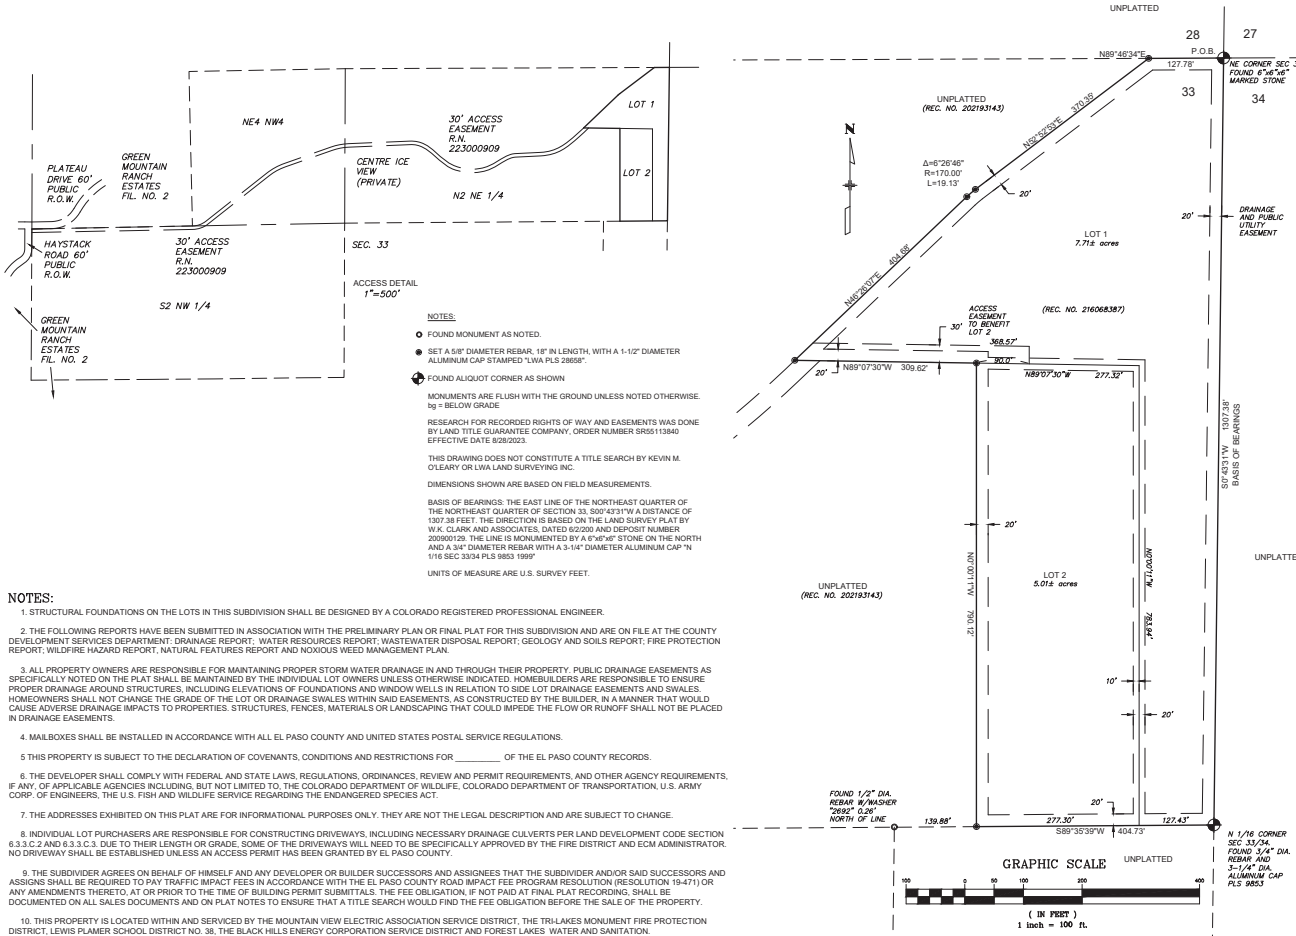 UNPLATTED
28
27
N89°46'34"E
P.O.B.
127.78'
NE CORNER SEC 3
FOUND 6"x6"x6"
MARKED STONE
33
34
UNPLATTED
(REC. NO. 202193143)
370.35'
N52°52'53"E
N
Δ=6°26'46"
R=170.00'
L=19.13'
20'
20'
DRAINAGE
AND PUBLIC
UTILITY
EASEMENT
LOT 1
7.71± acres
404.68'
N46°26'07"E
ACCESS
EASEMENT
TO BENEFIT
LOT 2
(REC. NO. 216068387)
30'
368.57'
90.0'
20'
N89°07'30"W 309.62'
N89°07'30"W 277.32'
S0°43'31"W 1307.38'
BASIS OF BEARINGS
20'
N0°00'11"W 790.12'
LOT 2
5.01± acres
N0°00'11"W
783.94'
UNPLATTE
UNPLATTED
(REC. NO. 202193143)
10'
20'
FOUND 1/2" DIA.
REBAR W/WASHER
"2692" 0.26'
NORTH OF LINE
20'
139.88'
277.30'
127.43'
S89°35'39"W 404.73'
N 1/16 CORNER
SEC 33/34.
FOUND 3/4" DIA.
REBAR AND
3-1/4" DIA.
ALUMINUM CAP
PLS 9853
GRAPHIC SCALE
UNPLATTED
100 0 50 100 200 400
( IN FEET )
1 inch = 100 ft.
LOT 1
NE4 NW4
30' ACCESS
EASEMENT
R.N.
223000909
PLATEAU
DRIVE 60'
PUBLIC
R.O.W.
GREEN
MOUNTAIN
RANCH
ESTATES
FIL. NO. 2
CENTRE ICE
VIEW
(PRIVATE)
LOT 2
N2 NE 1/4
HAYSTACK
ROAD 60'
PUBLIC
R.O.W.
30' ACCESS
EASEMENT
R.N.
223000909
SEC. 33
ACCESS DETAIL
1"=500'
S2 NW 1/4
GREEN
MOUNTAIN
RANCH
ESTATES
FIL. NO. 2
NOTES:
FOUND MONUMENT AS NOTED.
SET A 5/8" DIAMETER REBAR, 18" IN LENGTH, WITH A 1-1/2" DIAMETER
ALUMINUM CAP STAMPED "LWA PLS 28658".
FOUND ALIQUOT CORNER AS SHOWN
MONUMENTS ARE FLUSH WITH THE GROUND UNLESS NOTED OTHERWISE.
bg = BELOW GRADE
RESEARCH FOR RECORDED RIGHTS OF WAY AND EASEMENTS WAS DONE
BY LAND TITLE GUARANTEE COMPANY, ORDER NUMBER SR55113840
EFFECTIVE DATE 8/28/2023.
THIS DRAWING DOES NOT CONSTITUTE A TITLE SEARCH BY KEVIN M.
O'LEARY OR LWA LAND SURVEYING INC.
DIMENSIONS SHOWN ARE BASED ON FIELD MEASUREMENTS.
BASIS OF BEARINGS: THE EAST LINE OF THE NORTHEAST QUARTER OF
THE NORTHEAST QUARTER OF SECTION 33, S00°43'31"W A DISTANCE OF
1307.38 FEET. THE DIRECTION IS BASED ON THE LAND SURVEY PLAT BY
W.K. CLARK AND ASSOCIATES, DATED 6/2/200 AND DEPOSIT NUMBER
200900129. THE LINE IS MONUMENTED BY A 6"x6"x6" STONE ON THE NORTH
AND A 3/4" DIAMETER REBAR WITH A 3-1/4" DIAMETER ALUMINUM CAP "N
1/16 SEC 33/34 PLS 9853 1999"
UNITS OF MEASURE ARE U.S. SURVEY FEET.
NOTES:
1. STRUCTURAL FOUNDATIONS ON THE LOTS IN THIS SUBDIVISION SHALL BE DESIGNED BY A COLORADO REGISTERED PROFESSIONAL ENGINEER.
2. THE FOLLOWING REPORTS HAVE BEEN SUBMITTED IN ASSOCIATION WITH THE PRELIMINARY PLAN OR FINAL PLAT FOR THIS SUBDIVISION AND ARE ON FILE AT THE COUNTY
DEVELOPMENT SERVICES DEPARTMENT: DRAINAGE REPORT; WATER RESOURCES REPORT; WASTEWATER DISPOSAL REPORT; GEOLOGY AND SOILS REPORT; FIRE PROTECTION
REPORT; WILDFIRE HAZARD REPORT, NATURAL FEATURES REPORT AND NOXIOUS WEED MANAGEMENT PLAN.
3. ALL PROPERTY OWNERS ARE RESPONSIBLE FOR MAINTAINING PROPER STORM WATER DRAINAGE IN AND THROUGH THEIR PROPERTY. PUBLIC DRAINAGE EASEMENTS AS
SPECIFICALLY NOTED ON THE PLAT SHALL BE MAINTAINED BY THE INDIVIDUAL LOT OWNERS UNLESS OTHERWISE INDICATED. HOMEBUILDERS ARE RESPONSIBLE TO ENSURE
PROPER DRAINAGE AROUND STRUCTURES, INCLUDING ELEVATIONS OF FOUNDATIONS AND WINDOW WELLS IN RELATION TO SIDE LOT DRAINAGE EASEMENTS AND SWALES.
HOMEOWNERS SHALL NOT CHANGE THE GRADE OF THE LOT OR DRAINAGE SWALES WITHIN SAID EASEMENTS, AS CONSTRUCTED BY THE BUILDER, IN A MANNER THAT WOULD
CAUSE ADVERSE DRAINAGE IMPACTS TO PROPERTIES. STRUCTURES, FENCES, MATERIALS OR LANDSCAPING THAT COULD IMPEDE THE FLOW OR RUNOFF SHALL NOT BE PLACED
IN DRAINAGE EASEMENTS.
4. MAILBOXES SHALL BE INSTALLED IN ACCORDANCE WITH ALL EL PASO COUNTY AND UNITED STATES POSTAL SERVICE REGULATIONS.
5 THIS PROPERTY IS SUBJECT TO THE DECLARATION OF COVENANTS, CONDITIONS AND RESTRICTIONS FOR __________ OF THE EL PASO COUNTY RECORDS.
6. THE DEVELOPER SHALL COMPLY WITH FEDERAL AND STATE LAWS, REGULATIONS, ORDINANCES, REVIEW AND PERMIT REQUIREMENTS, AND OTHER AGENCY REQUIREMENTS,
IF ANY, OF APPLICABLE AGENCIES INCLUDING, BUT NOT LIMITED TO, THE COLORADO DEPARTMENT OF WILDLIFE, COLORADO DEPARTMENT OF TRANSPORTATION, U.S. ARMY
CORP. OF ENGINEERS, THE U.S. FISH AND WILDLIFE SERVICE REGARDING THE ENDANGERED SPECIES ACT.
7. THE ADDRESSES EXHIBITED ON THIS PLAT ARE FOR INFORMATIONAL PURPOSES ONLY. THEY ARE NOT THE LEGAL DESCRIPTION AND ARE SUBJECT TO CHANGE.
8. INDIVIDUAL LOT PURCHASERS ARE RESPONSIBLE FOR CONSTRUCTING DRIVEWAYS, INCLUDING NECESSARY DRAINAGE CULVERTS PER LAND DEVELOPMENT CODE SECTION
6.3.3.C.2 AND 6.3.3.C.3. DUE TO THEIR LENGTH OR GRADE, SOME OF THE DRIVEWAYS WILL NEED TO BE SPECIFICALLY APPROVED BY THE FIRE DISTRICT AND ECM ADMINISTRATOR.
NO DRIVEWAY SHALL BE ESTABLISHED UNLESS AN ACCESS PERMIT HAS BEEN GRANTED BY EL PASO COUNTY.
9. THE SUBDIVIDER AGREES ON BEHALF OF HIMSELF AND ANY DEVELOPER OR BUILDER SUCCESSORS AND ASSIGNEES THAT THE SUBDIVIDER AND/OR SAID SUCCESSORS AND
ASSIGNS SHALL BE REQUIRED TO PAY TRAFFIC IMPACT FEES IN ACCORDANCE WITH THE EL PASO COUNTY ROAD IMPACT FEE PROGRAM RESOLUTION (RESOLUTION 19-471) OR
ANY AMENDMENTS THERETO, AT OR PRIOR TO THE TIME OF BUILDING PERMIT SUBMITTALS. THE FEE OBLIGATION, IF NOT PAID AT FINAL PLAT RECORDING, SHALL BE
DOCUMENTED ON ALL SALES DOCUMENTS AND ON PLAT NOTES TO ENSURE THAT A TITLE SEARCH WOULD FIND THE FEE OBLIGATION BEFORE THE SALE OF THE PROPERTY.
10. THIS PROPERTY IS LOCATED WITHIN AND SERVICED BY THE MOUNTAIN VIEW ELECTRIC ASSOCIATION SERVICE DISTRICT, THE TRI-LAKES MONUMENT FIRE PROTECTION
DISTRICT, LEWIS PLAMER SCHOOL DISTRICT NO. 38, THE BLACK HILLS ENERGY CORPORATION SERVICE DISTRICT AND FOREST LAKES WATER AND SANITATION.